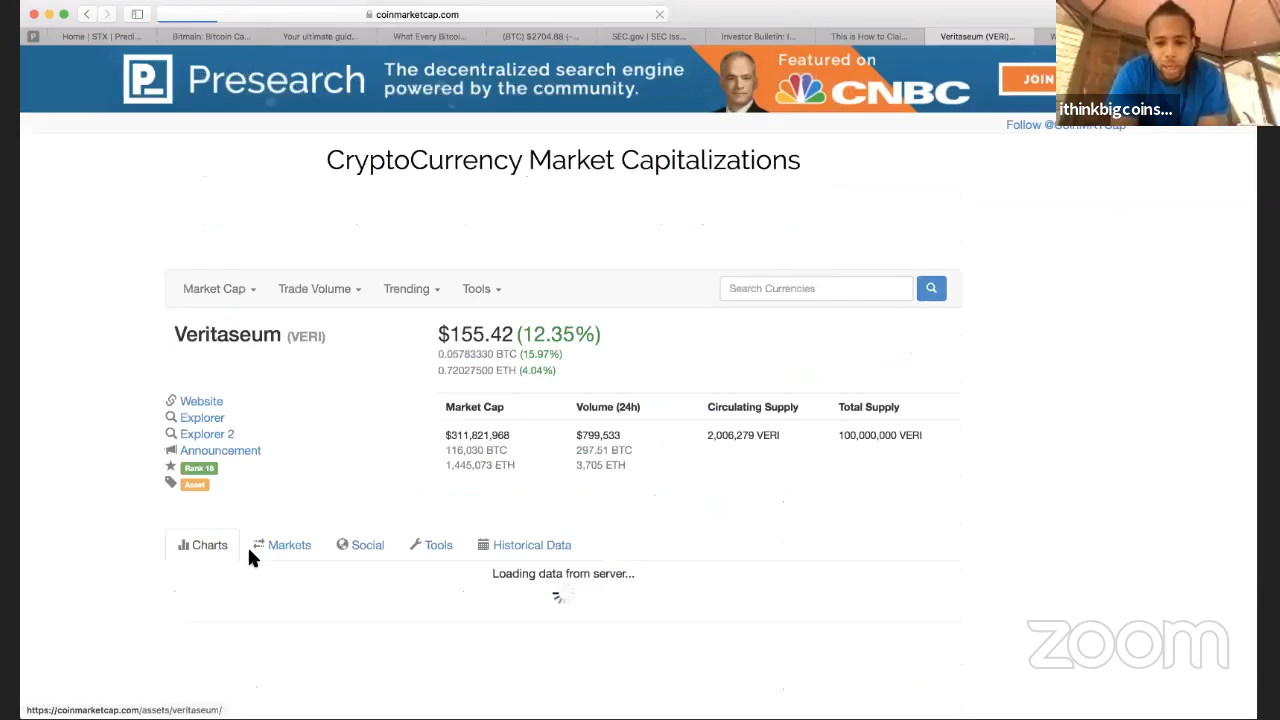 coinmarketcap.com
Home | STX | Predi...
Bitmain: Bitcoin Ca...
Your ultimate guid...
What Every Bitcoi...
(BTC) $2704.88 (-...
SEC.gov | SEC Iss...
Investor Bulletin: I...
This is How to Clai...
Veritaseum (VERI)...
Presearch
The decentralized search engine
powered by the community.
Featured on
CNBC
JOIN
ithinkbigcoins...
Follow @CoinMKTCap
CryptoCurrency Market Capitalizations
Market Cap
Trade Volume
Trending
Tools
Search Currencies
Veritaseum (VERI)
$155.42 (12.35%)
0.05783330 BTC (15.97%)
0.72027500 ETH (4.04%)
Website
Explorer
Explorer 2
Announcement
Rank 18
Asset
Market Cap
Volume (24h)
Circulating Supply
Total Supply
$311,821,968
$799,533
2,006,279 VERI
100,000,000 VERI
116,030 BTC
297.51 BTC
1,445,073 ETH
3,705 ETH
Charts
Markets
Social
Tools
Historical Data
Loading data from server...
zoom
https://coinmarketcap.com/assets/veritaseum/